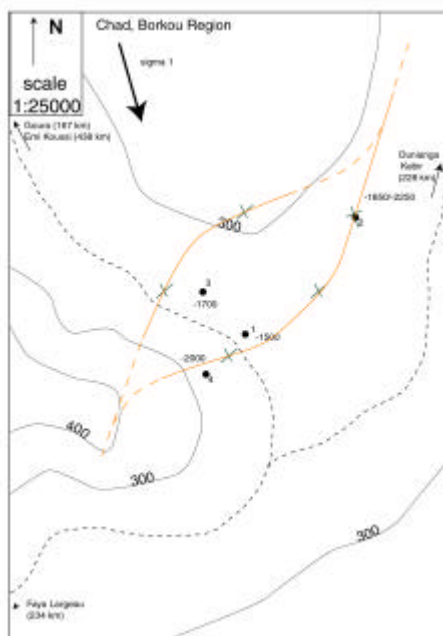 N
Chad, Borkou Region
sigma 1
scale
1:25000
Gouro (167 km)
Emi Koussi (438 km)
Ounianga
Kebir
(228 km)
-1650/-2250
2
300
3
-1700
1
-1500
-2000
4
400
300
300
Faya Largeau
(234 km)